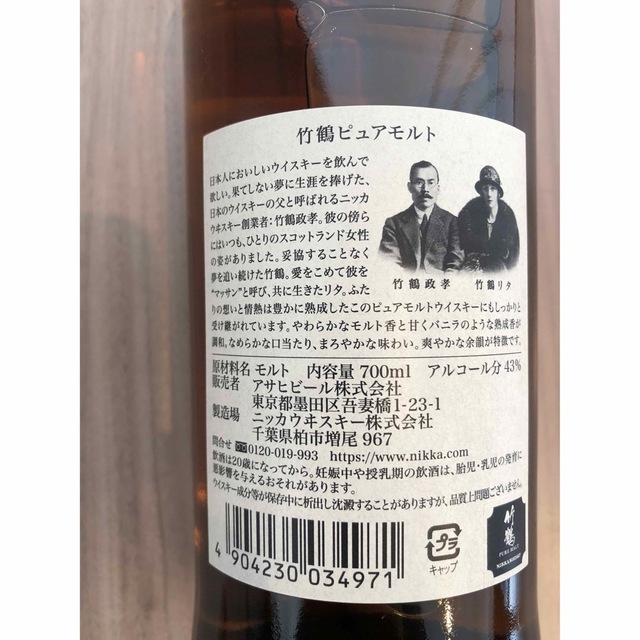 竹鶴ピュアモルト
日本人においしいウイスキーを飲んで
欲しい。果てしない夢に生涯を捧げた、
日本のウイスキーの父と呼ばれるニッカ
ウヰスキー創業者：竹鶴政孝。彼の傍ら
にはいつも、ひとりのスコットランド女性
の姿がありました。妥協することなく
夢を追い続けた竹鶴。愛をこめて彼を
“マッサン”と呼び、共に生きたリタ。ふた
りの想いと情熱は豊かに熟成したこのピュアモルトウイスキーにもしっかりと
受け継がれています。やわらかなモルト香と甘くバニラのような熟成香が
調和。なめらかな口当たり、まろやかな味わい。爽やかな余韻が特徴です。
竹鶴政孝 竹鶴リタ
原材料名 モルト 内容量 700ml アルコール分 43%
販売者 アサヒビール株式会社
東京都墨田区吾妻橋1-23-1
製造場 ニッカウヰスキー株式会社
千葉県柏市増尾 967
問合せ 0120-019-993 https://www.nikka.com
飲酒は20歳になってから。妊娠中や授乳期の飲酒は、胎児・乳児の発育に
悪影響を与えるおそれがあります。
ウイスキー成分等が保存中に析出し沈澱することがありますが、品質上問題ございません。
4 904230 034971
プラ
キャップ
竹鶴
PURE MALT
NIKKA WHISKY